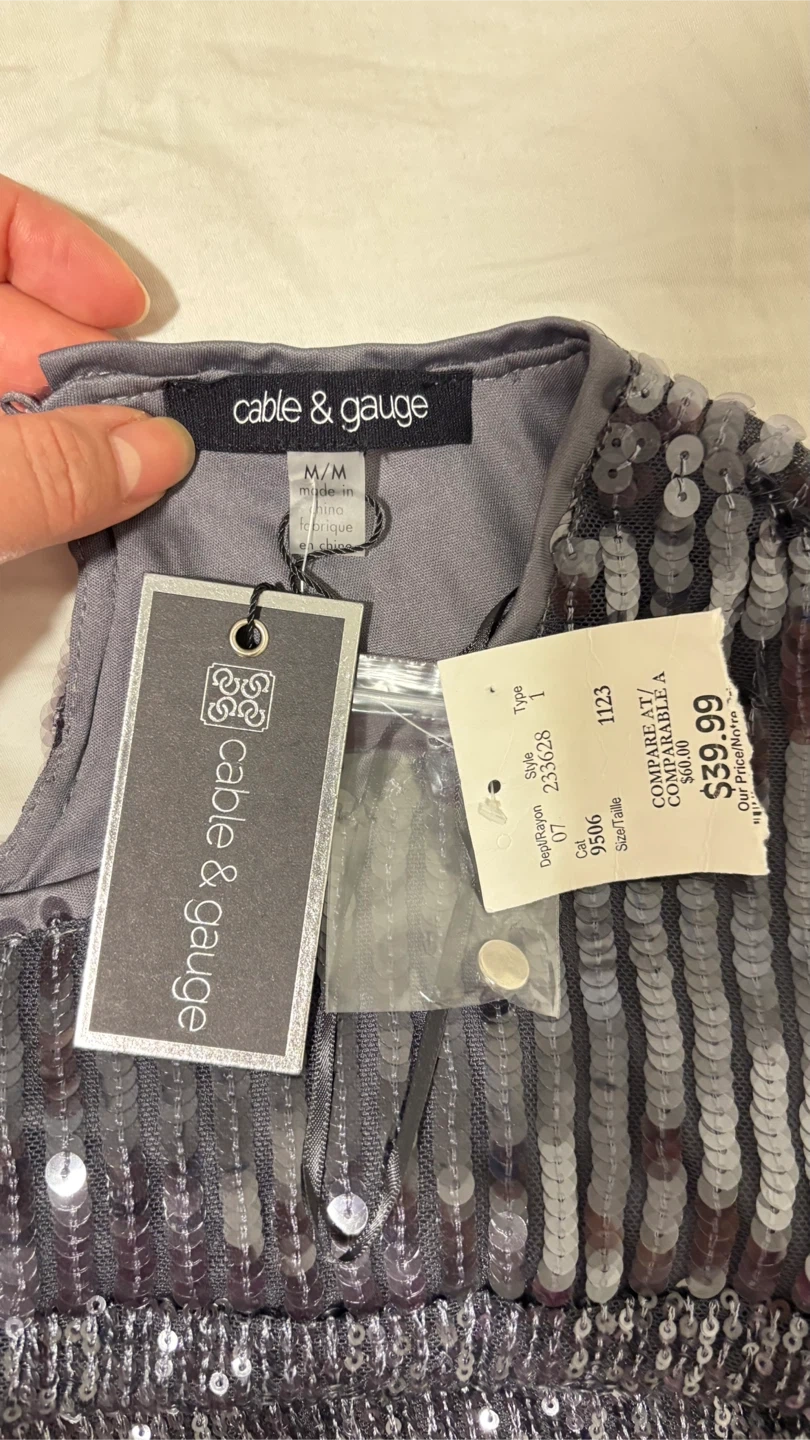 cable & gauge
M/M
made in
china
fabrique
en chine
cable & gauge
Dept/Rayon
07
Style
233628
Type
1
Cat
9506
1123
Size/Taille
COMPARE AT/
COMPARABLE A
$60.00
$39.99
Our Price/Notre